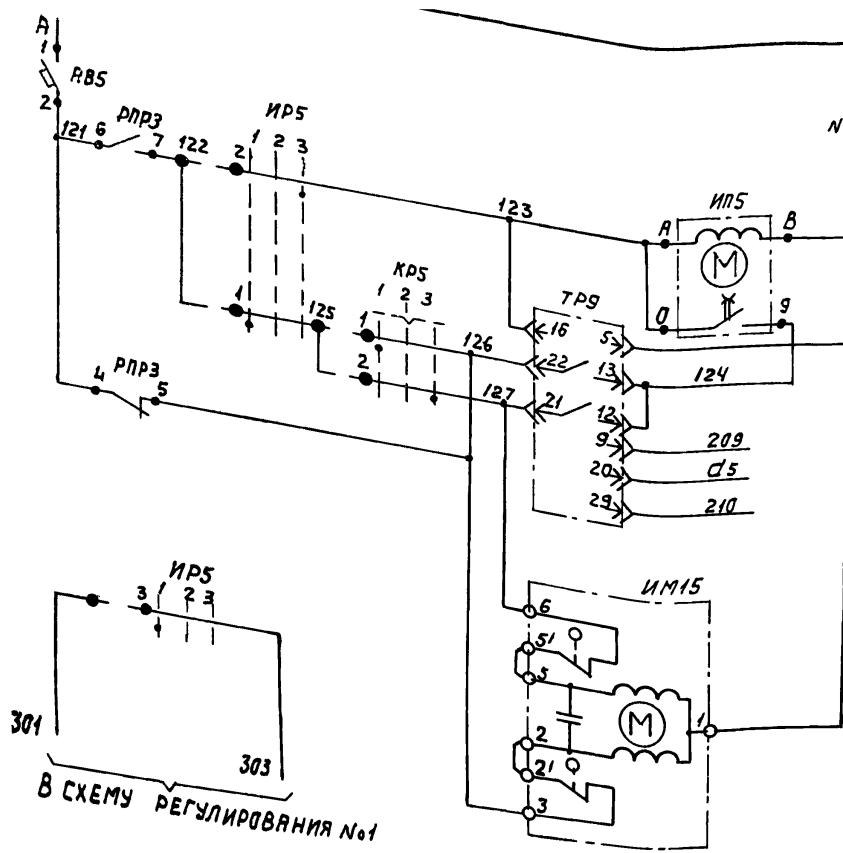 А
1
АВ5
2
121 6 РПР3 7 122
2 ИР5 1 2 3
123
N
ИП5
А В
М
0 9
1 125
КР5
1 2 3
1 126
2 127
ТР9
16 5
22 13 124
21 12
9 209
20 d5
29 210
4 РПР3 5
ИР5
3 1 2 3
301
303
В СХЕМУ РЕГУЛИРОВАНИЯ №1
ИМ15
6
5'
5
М 1
2
2'
3